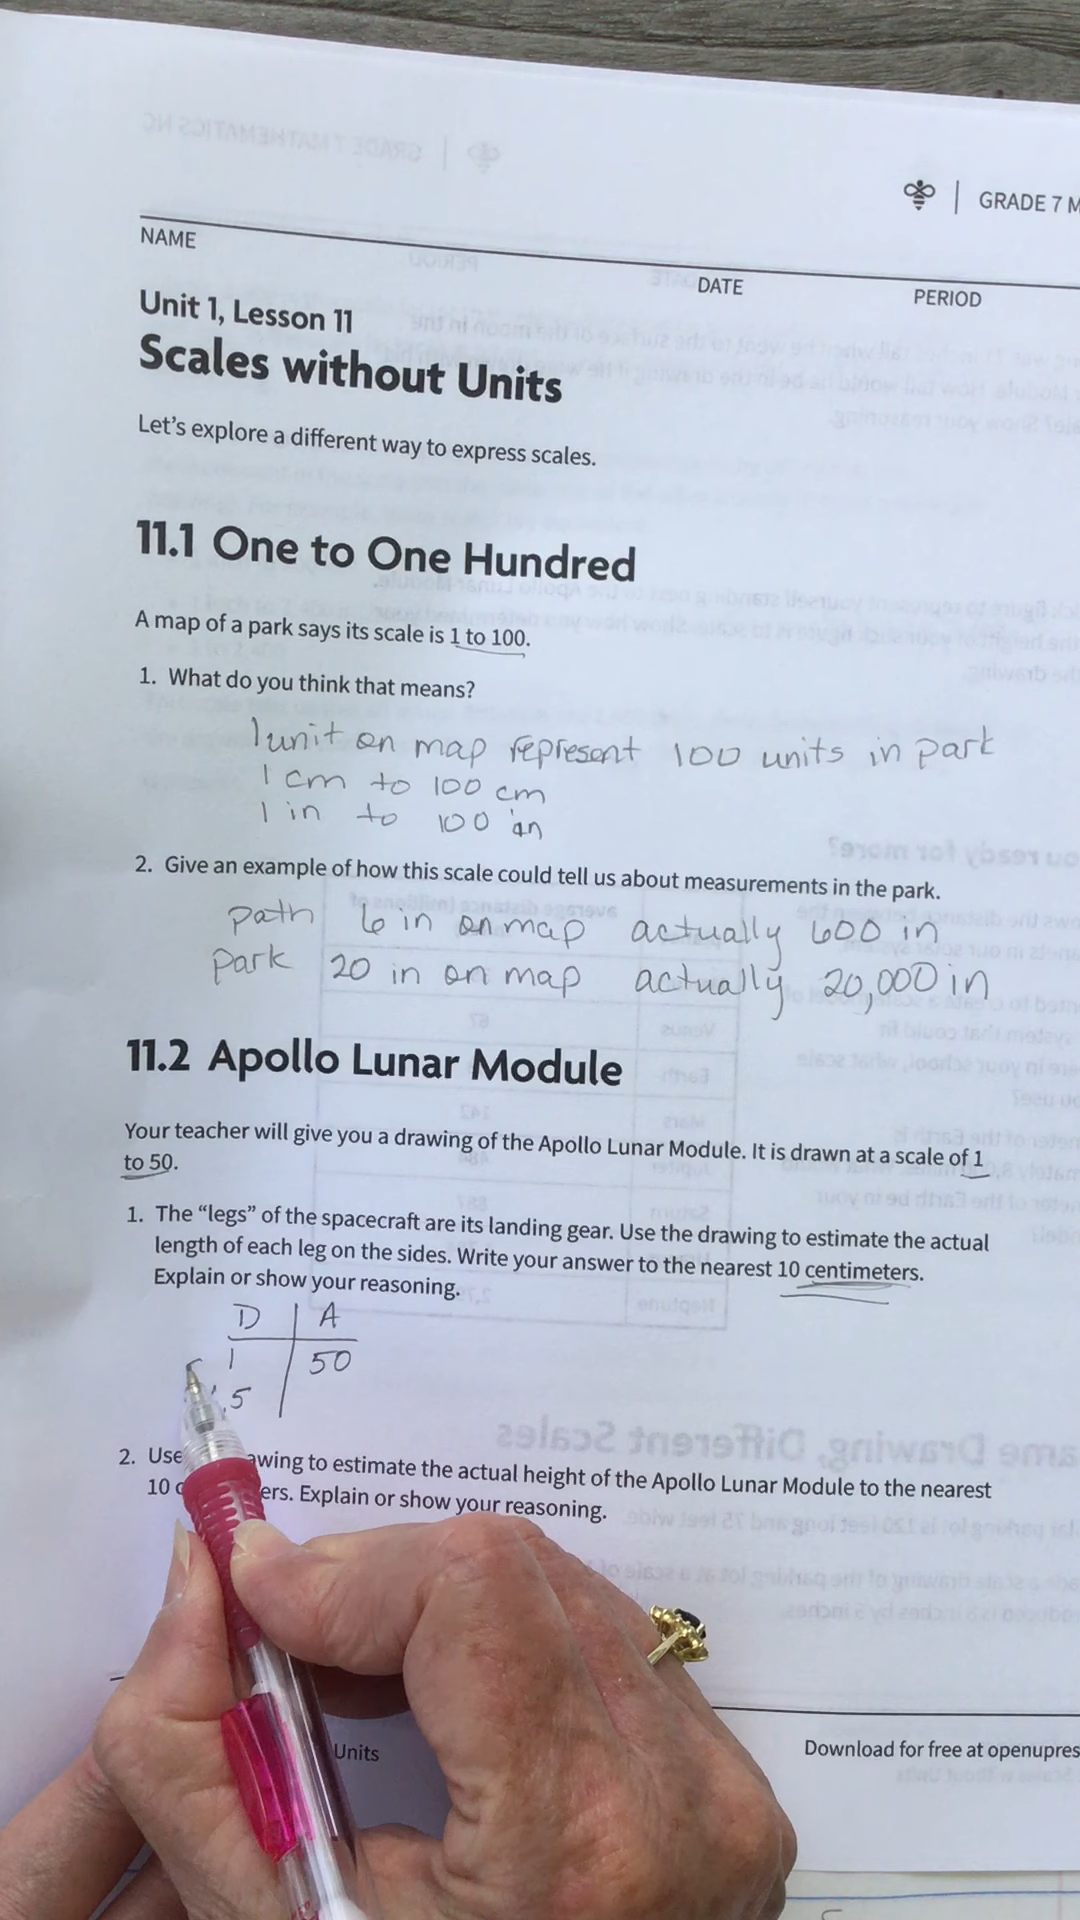 GRADE 7 M
NAME
DATE
PERIOD
Unit 1, Lesson 11
Scales without Units
Let's explore a different way to express scales.
11.1 One to One Hundred
A map of a park says its scale is 1 to 100.
1. What do you think that means?
1 unit on map represent 100 units in park
1 cm to 100 cm
1 in to 100 in
2. Give an example of how this scale could tell us about measurements in the park.
path 6 in on map actually 600 in
park 20 in on map actually 20,000 in
11.2 Apollo Lunar Module
Your teacher will give you a drawing of the Apollo Lunar Module. It is drawn at a scale of 1
to 50.
1. The “legs” of the spacecraft are its landing gear. Use the drawing to estimate the actual
length of each leg on the sides. Write your answer to the nearest 10 centimeters.
Explain or show your reasoning.
D A
1 50
.5
2. Use awing to estimate the actual height of the Apollo Lunar Module to the nearest
10 ers. Explain or show your reasoning.
Units
Download for free at openupres